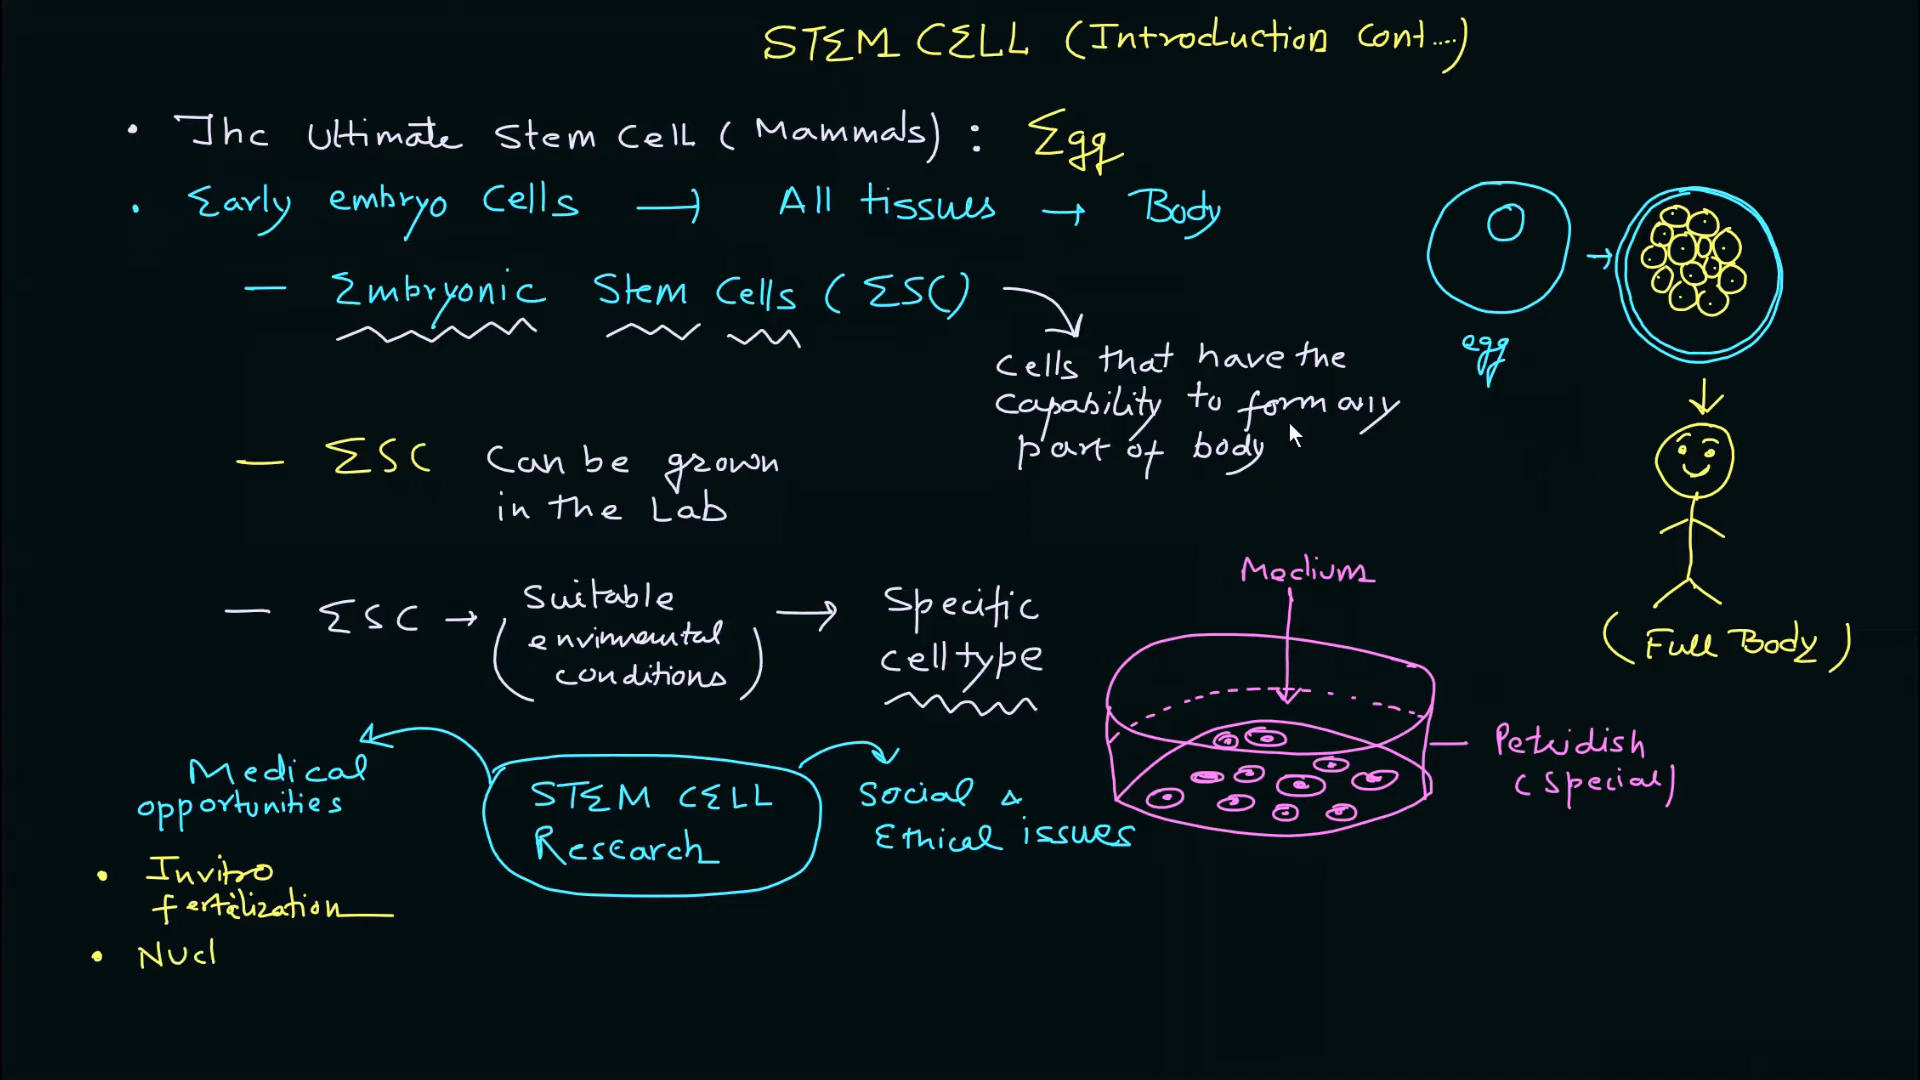 STEM CELL (Introduction Cont....)
• The Ultimate Stem Cell (Mammals) : Egg
• Early embryo Cells → All tissues → Body
— Embryonic Stem Cells (ESC)
Cells that have the
capability to form any
part of body
egg
— ESC Can be grown
in the Lab
(Full Body)
— ESC → Suitable
(environmental
conditions)
→ Specific
cell type
Medium
Petridish
(Special)
STEM CELL
Research
Medical
opportunities
Social &
Ethical issues
• Invitro
fertilization
• Nucl